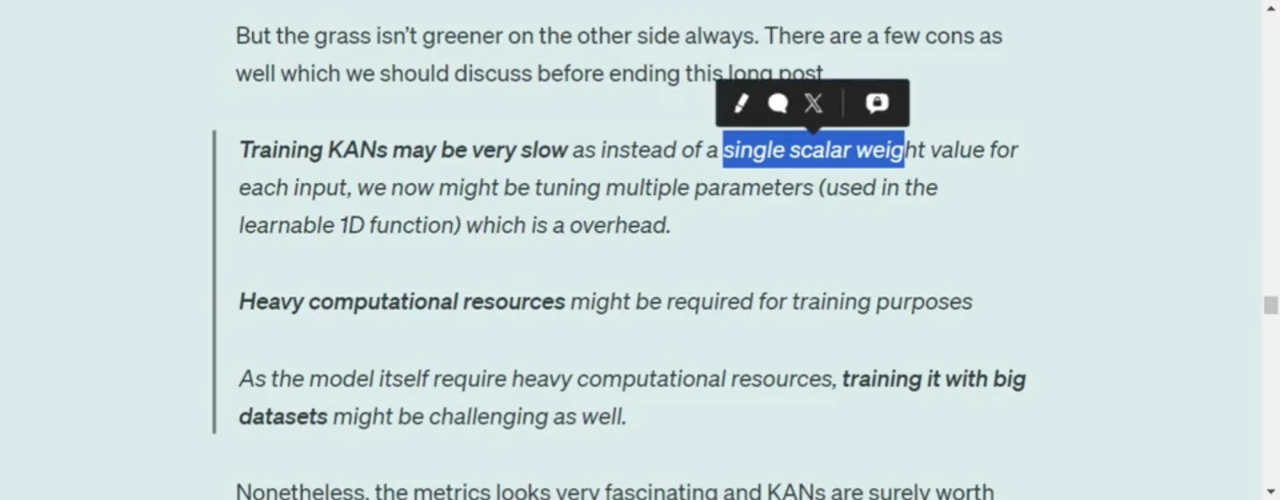 But the grass isn’t greener on the other side always. There are a few cons as
well which we should discuss before ending this long post
Training KANs may be very slow as instead of a single scalar weight value for
each input, we now might be tuning multiple parameters (used in the
learnable 1D function) which is a overhead.
Heavy computational resources might be required for training purposes
As the model itself require heavy computational resources, training it with big
datasets might be challenging as well.
Nonetheless, the metrics looks very fascinating and KANs are surely worth